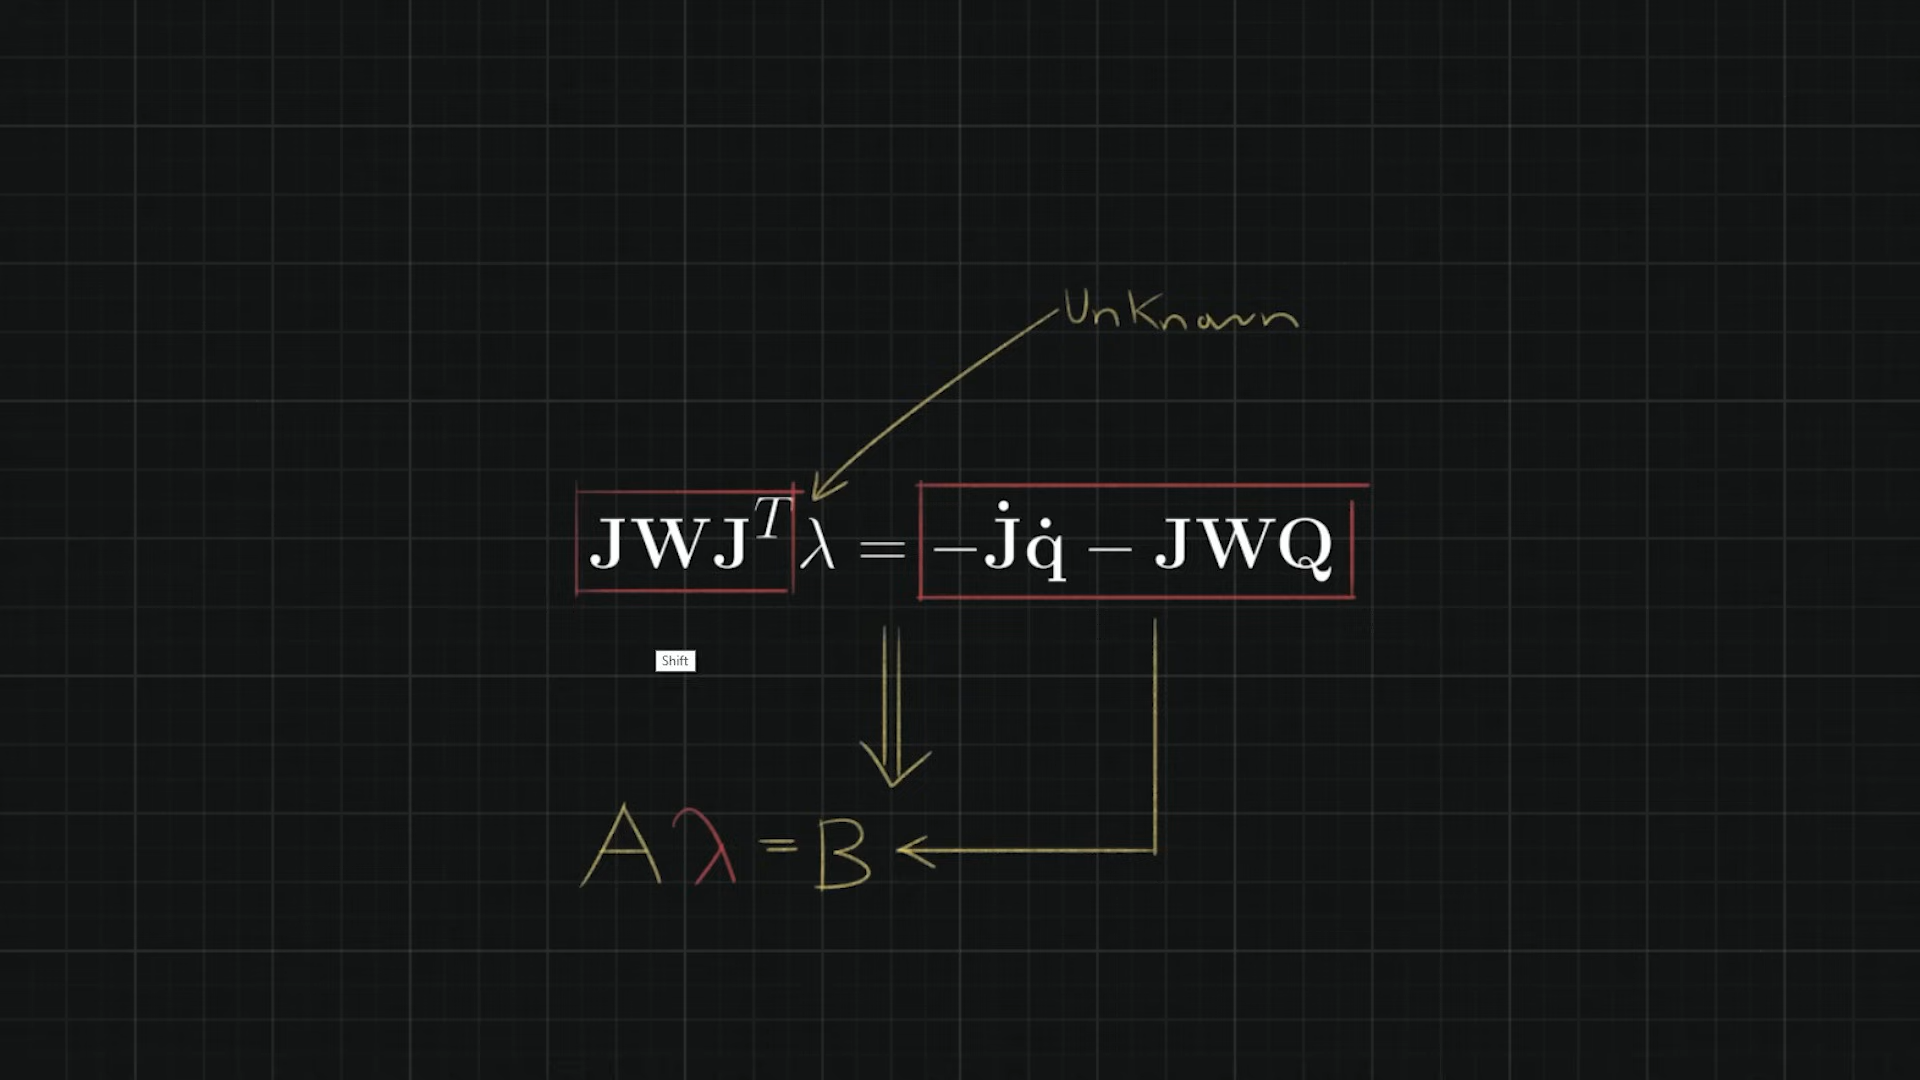 Unknown
JWJ^T λ = −J̇q̇ − JWQ
Shift
Aλ = B